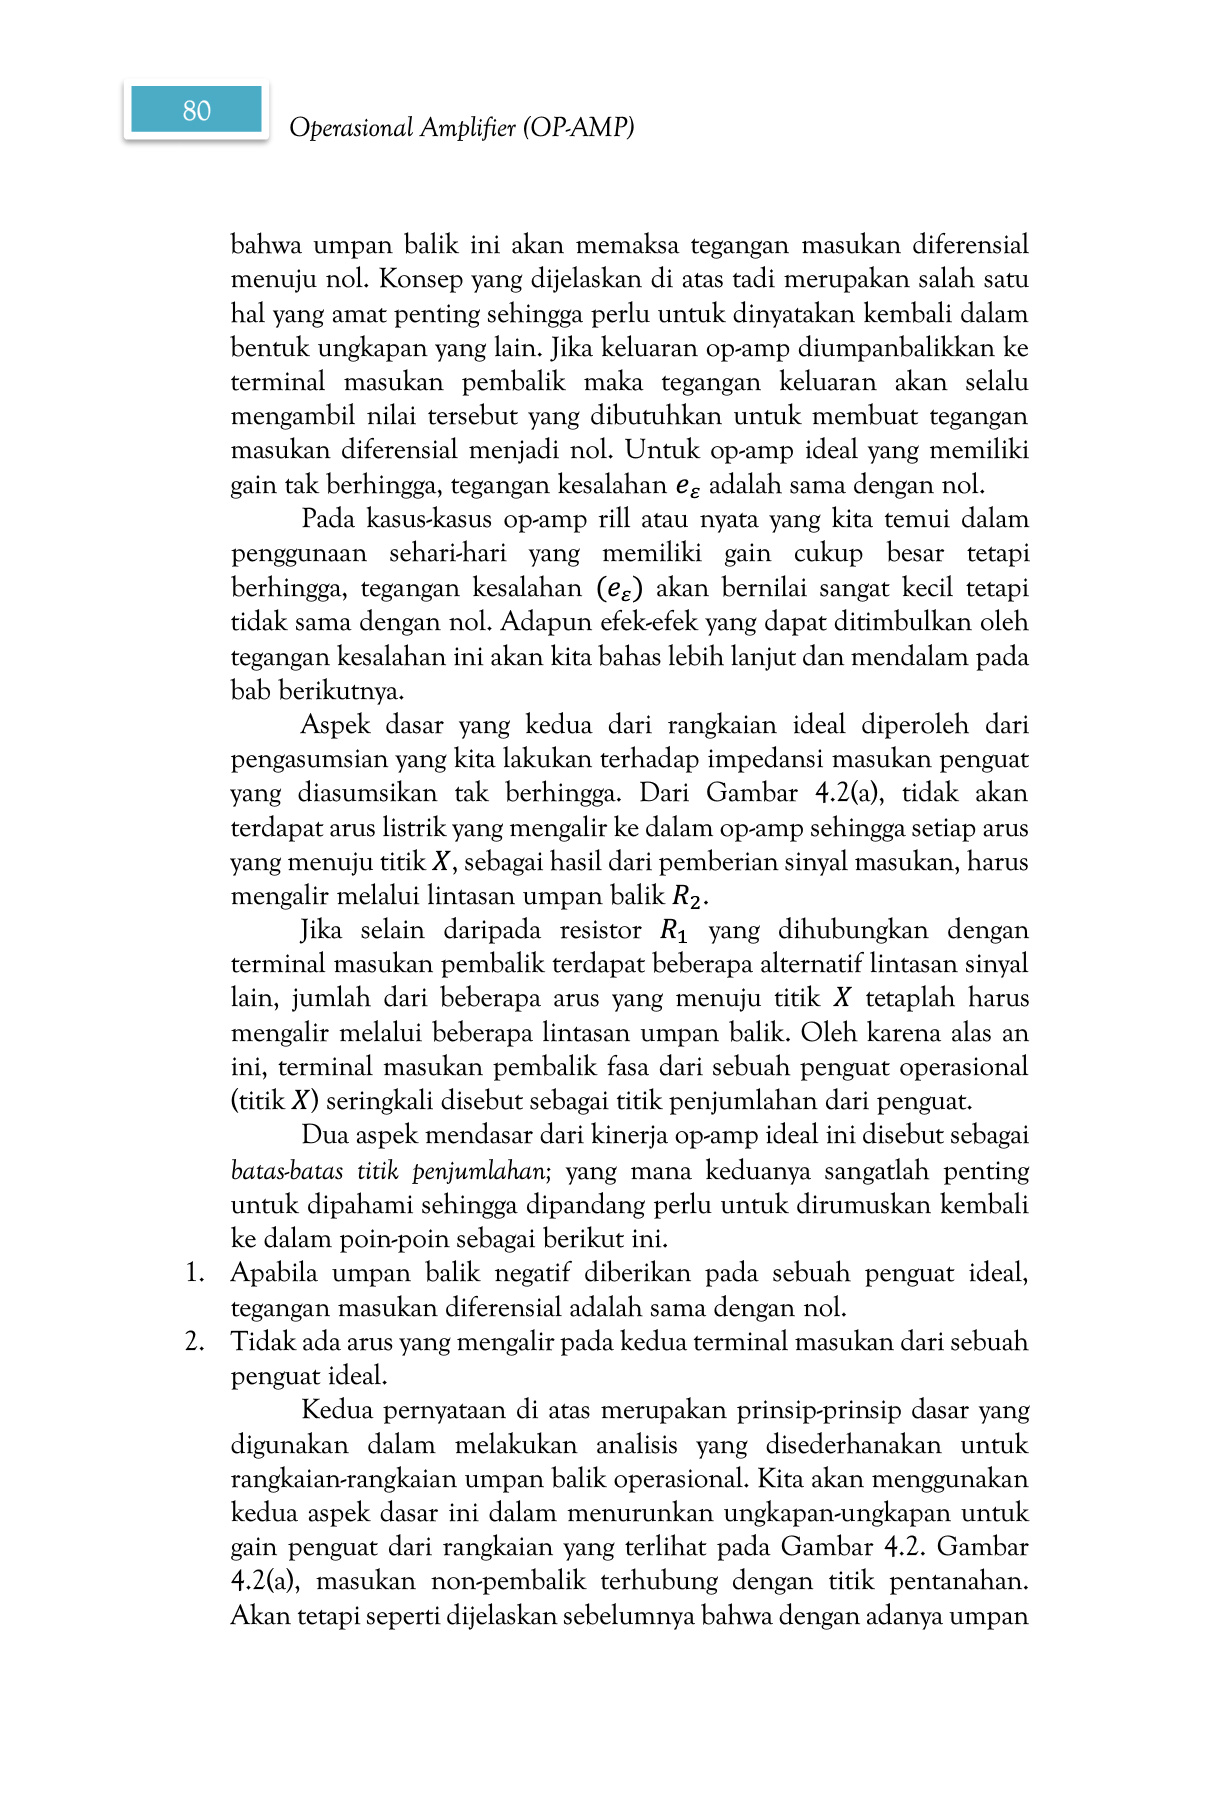 80
Operasional Amplifier (OP-AMP)
bahwa umpan balik ini akan memaksa tegangan masukan diferensial
menuju nol. Konsep yang dijelaskan di atas tadi merupakan salah satu
hal yang amat penting sehingga perlu untuk dinyatakan kembali dalam
bentuk ungkapan yang lain. Jika keluaran op-amp diumpanbalikkan ke
terminal masukan pembalik maka tegangan keluaran akan selalu
mengambil nilai tersebut yang dibutuhkan untuk membuat tegangan
masukan diferensial menjadi nol. Untuk op-amp ideal yang memiliki
gain tak berhingga, tegangan kesalahan e_ε adalah sama dengan nol.
Pada kasus-kasus op-amp rill atau nyata yang kita temui dalam
penggunaan sehari-hari yang memiliki gain cukup besar tetapi
berhingga, tegangan kesalahan (e_ε) akan bernilai sangat kecil tetapi
tidak sama dengan nol. Adapun efek-efek yang dapat ditimbulkan oleh
tegangan kesalahan ini akan kita bahas lebih lanjut dan mendalam pada
bab berikutnya.
Aspek dasar yang kedua dari rangkaian ideal diperoleh dari
pengasumsian yang kita lakukan terhadap impedansi masukan penguat
yang diasumsikan tak berhingga. Dari Gambar 4.2(a), tidak akan
terdapat arus listrik yang mengalir ke dalam op-amp sehingga setiap arus
yang menuju titik X, sebagai hasil dari pemberian sinyal masukan, harus
mengalir melalui lintasan umpan balik R₂.
Jika selain daripada resistor R₁ yang dihubungkan dengan
terminal masukan pembalik terdapat beberapa alternatif lintasan sinyal
lain, jumlah dari beberapa arus yang menuju titik X tetaplah harus
mengalir melalui beberapa lintasan umpan balik. Oleh karena alas an
ini, terminal masukan pembalik fasa dari sebuah penguat operasional
(titik X) seringkali disebut sebagai titik penjumlahan dari penguat.
Dua aspek mendasar dari kinerja op-amp ideal ini disebut sebagai
batas-batas titik penjumlahan; yang mana keduanya sangatlah penting
untuk dipahami sehingga dipandang perlu untuk dirumuskan kembali
ke dalam poin-poin sebagai berikut ini.
1. Apabila umpan balik negatif diberikan pada sebuah penguat ideal,
tegangan masukan diferensial adalah sama dengan nol.
2. Tidak ada arus yang mengalir pada kedua terminal masukan dari sebuah
penguat ideal.
Kedua pernyataan di atas merupakan prinsip-prinsip dasar yang
digunakan dalam melakukan analisis yang disederhanakan untuk
rangkaian-rangkaian umpan balik operasional. Kita akan menggunakan
kedua aspek dasar ini dalam menurunkan ungkapan-ungkapan untuk
gain penguat dari rangkaian yang terlihat pada Gambar 4.2. Gambar
4.2(a), masukan non-pembalik terhubung dengan titik pentanahan.
Akan tetapi seperti dijelaskan sebelumnya bahwa dengan adanya umpan